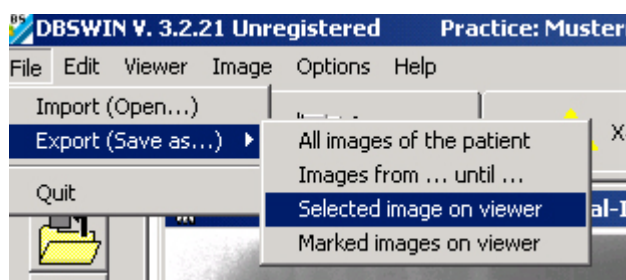 DBSWIN V. 3.2.21 Unregistered Practice: Muster
File Edit Viewer Image Options Help
Import (Open...)
Export (Save as...)
All images of the patient
X
Images from ... until ...
Quit
Selected image on viewer
al-I
Marked images on viewer